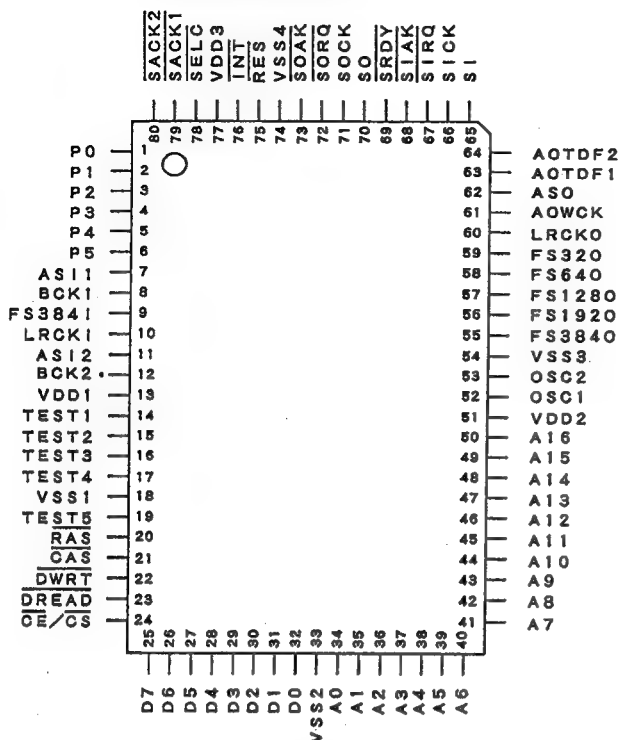 SACK2
SACK1
SELC
VDD3
INT
RES
VSS4
SOAK
SORQ
SOCK
SO
SRDY
SIAK
SIRQ
SICK
SI
80
79
78
77
76
75
74
73
72
71
70
69
68
67
66
65
P0 1
P1 2
P2 3
P3 4
P4 5
P5 6
ASI1 7
BCK1 8
FS384I 9
LRCK1 10
ASI2 11
BCK2 12
VDD1 13
TEST1 14
TEST2 15
TEST3 16
TEST4 17
VSS1 18
TEST5 19
RAS 20
CAS 21
DWRT 22
DREAD 23
CE/CS 24
64 AOTDF2
63 AOTDF1
62 ASO
61 AOWCK
60 LRCKO
59 FS32O
58 FS64O
57 FS128O
56 FS192O
55 FS384O
54 VSS3
53 OSC2
52 OSC1
51 VDD2
50 A16
49 A15
48 A14
47 A13
46 A12
45 A11
44 A10
43 A9
42 A8
41 A7
25
26
27
28
29
30
31
32
33
34
35
36
37
38
39
40
D7
D6
D5
D4
D3
D2
D1
D0
VSS2
A0
A1
A2
A3
A4
A5
A6